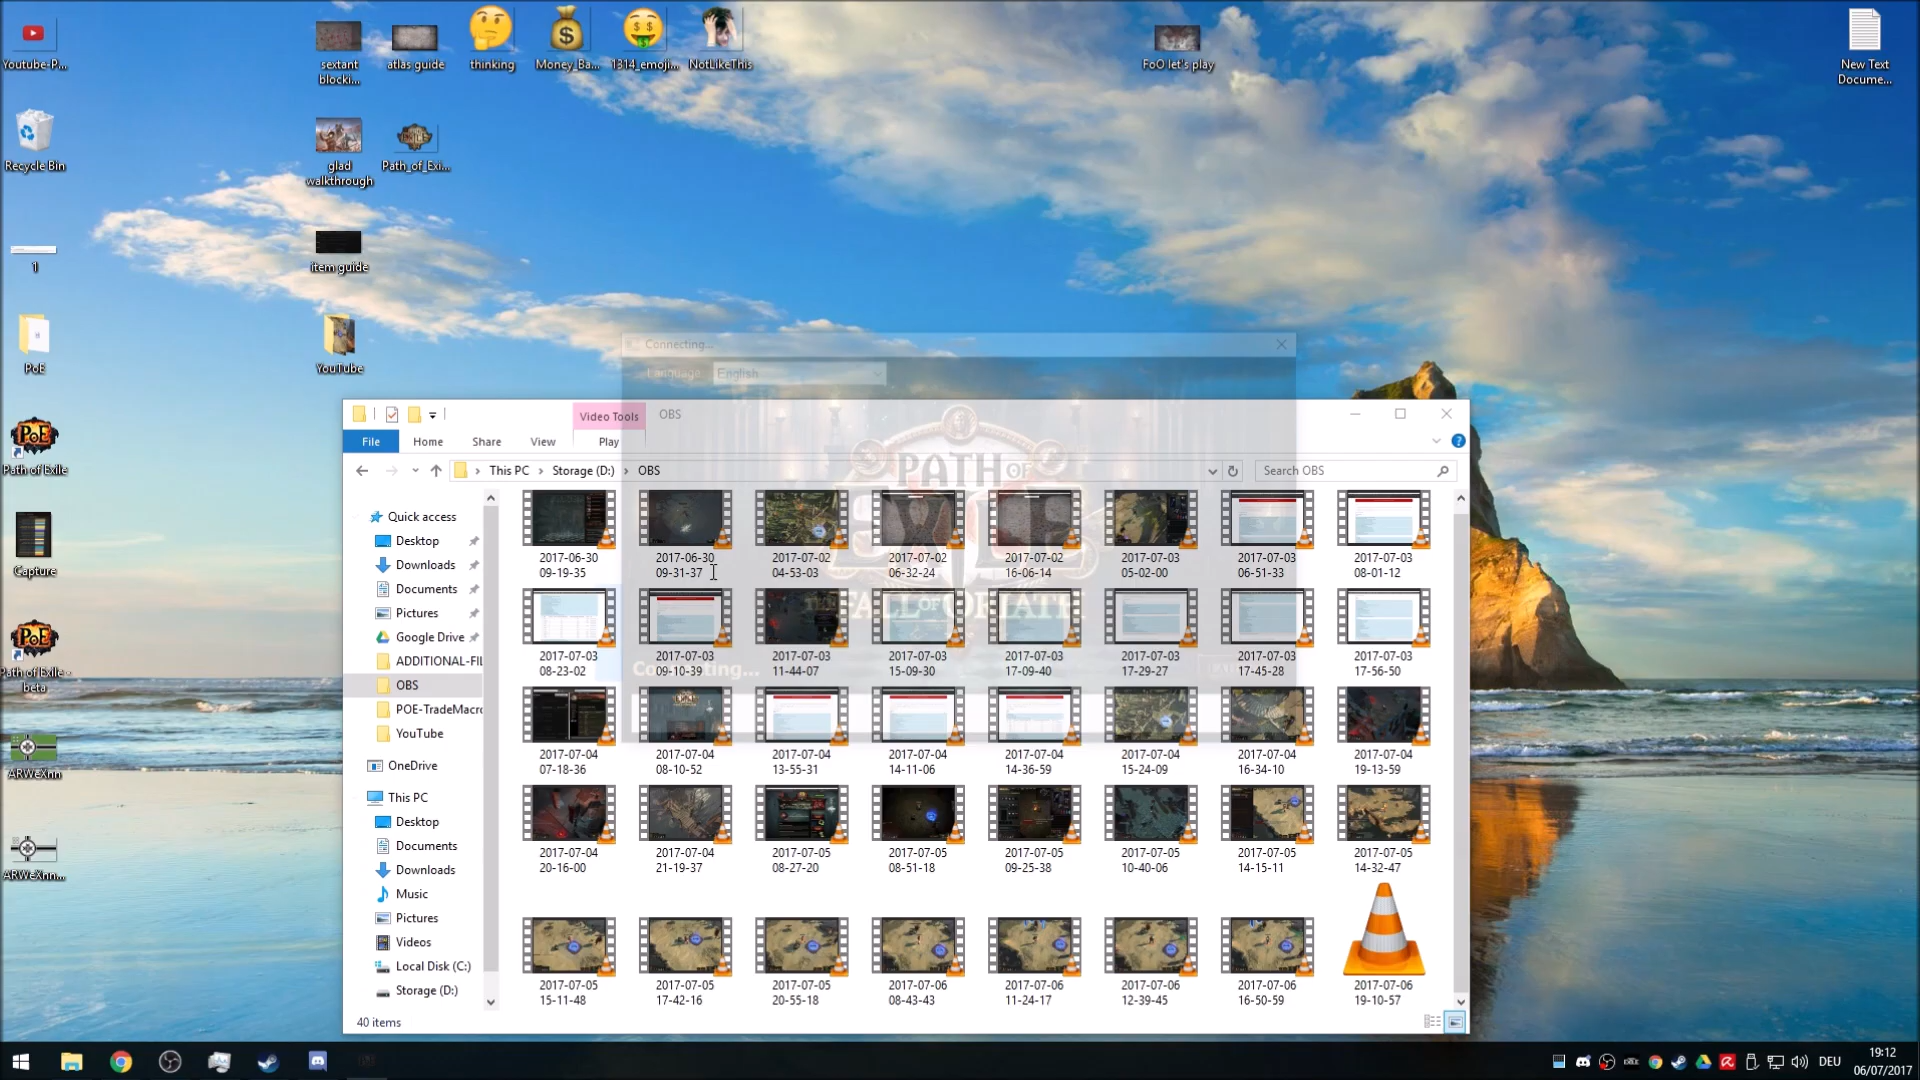 Youtube-P...
sextant
blocki...
atlas guide
thinking
Money_Ba...
1314_emoji...
NotLikeThis
FoO let's play
New Text
Docume...
Recycle Bin
glad
walkthrough
Path_of_Exi...
1
item guide
PoE
YouTube
Path of Exile
Capture
Path of Exile -
beta
ARWeXnn
ARWeXnn...
Connecting...
Language: English
PATH OF
EXILE
THE
FALL OF ORIATH
Connecting...
Video Tools
OBS
File
Home
Share
View
Play
This PC
Storage (D:)
OBS
Search OBS
Quick access
Desktop
Downloads
Documents
Pictures
Google Drive
ADDITIONAL-FIL
OBS
POE-TradeMacro
YouTube
OneDrive
This PC
Desktop
Documents
Downloads
Music
Pictures
Videos
Local Disk (C:)
Storage (D:)
2017-06-30
09-19-35
2017-06-30
09-31-37
2017-07-02
04-53-03
2017-07-02
06-32-24
2017-07-02
16-06-14
2017-07-03
05-02-00
2017-07-03
06-51-33
2017-07-03
08-01-12
2017-07-03
08-23-02
2017-07-03
09-10-39
2017-07-03
11-44-07
2017-07-03
15-09-30
2017-07-03
17-09-40
2017-07-03
17-29-27
2017-07-03
17-45-28
2017-07-03
17-56-50
2017-07-04
07-18-36
2017-07-04
08-10-52
2017-07-04
13-55-31
2017-07-04
14-11-06
2017-07-04
14-36-59
2017-07-04
15-24-09
2017-07-04
16-34-10
2017-07-04
19-13-59
2017-07-04
20-16-00
2017-07-04
21-19-37
2017-07-05
08-27-20
2017-07-05
08-51-18
2017-07-05
09-25-38
2017-07-05
10-40-06
2017-07-05
14-15-11
2017-07-05
14-32-47
2017-07-05
15-11-48
2017-07-05
17-42-16
2017-07-05
20-55-18
2017-07-06
08-43-43
2017-07-06
11-24-17
2017-07-06
12-39-45
2017-07-06
16-50-59
2017-07-06
19-10-57
40 items
DEU
19:12
06/07/2017